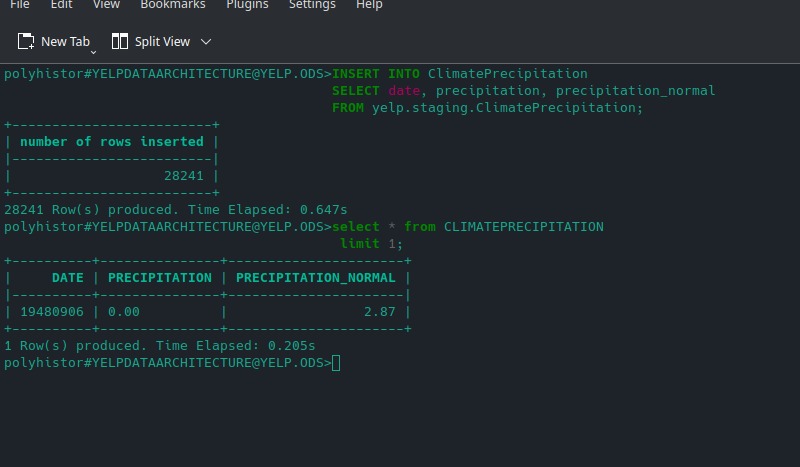 File Edit View Bookmarks Plugins Settings Help
New Tab Split View
polyhistor#YELPDATAARCHITECTURE@YELP.ODS>INSERT INTO ClimatePrecipitation
SELECT date, precipitation, precipitation_normal
FROM yelp.staging.ClimatePrecipitation;
+-------------------------+
| number of rows inserted |
|-------------------------|
| 28241 |
+-------------------------+
28241 Row(s) produced. Time Elapsed: 0.647s
polyhistor#YELPDATAARCHITECTURE@YELP.ODS>select * from CLIMATEPRECIPITATION
limit 1;
+----------+---------------+----------------------+
| DATE | PRECIPITATION | PRECIPITATION_NORMAL |
|----------+---------------+----------------------|
| 19480906 | 0.00 | 2.87 |
+----------+---------------+----------------------+
1 Row(s) produced. Time Elapsed: 0.205s
polyhistor#YELPDATAARCHITECTURE@YELP.ODS>